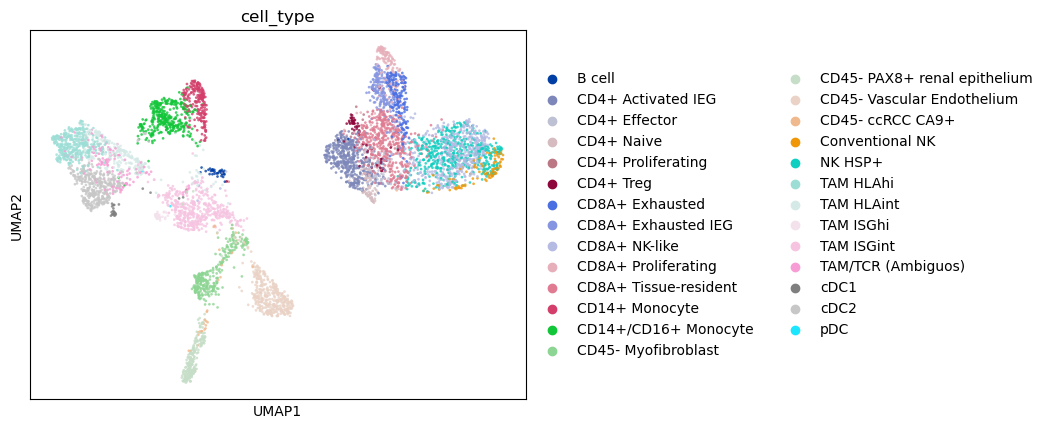 cell_type
UMAP2
UMAP1
B cell
CD4+ Activated IEG
CD4+ Effector
CD4+ Naive
CD4+ Proliferating
CD4+ Treg
CD8A+ Exhausted
CD8A+ Exhausted IEG
CD8A+ NK-like
CD8A+ Proliferating
CD8A+ Tissue-resident
CD14+ Monocyte
CD14+/CD16+ Monocyte
CD45- Myofibroblast
CD45- PAX8+ renal epithelium
CD45- Vascular Endothelium
CD45- ccRCC CA9+
Conventional NK
NK HSP+
TAM HLAhi
TAM HLAint
TAM ISGhi
TAM ISGint
TAM/TCR (Ambiguos)
cDC1
cDC2
pDC